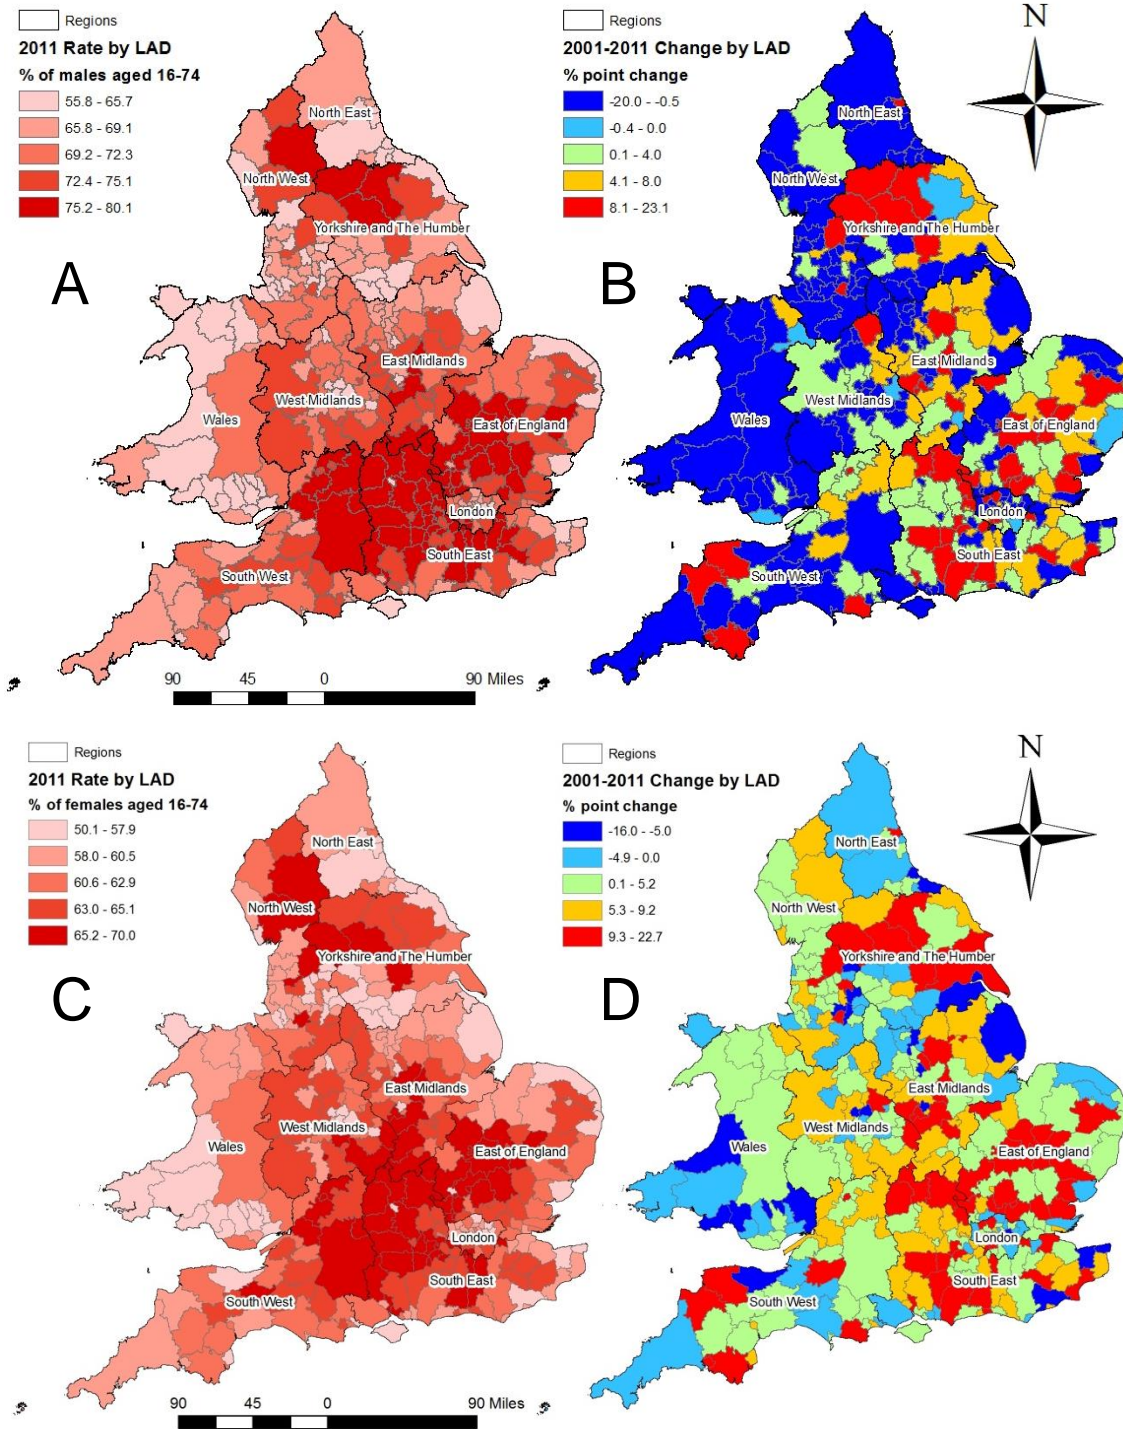 Regions
2011 Rate by LAD
% of males aged 16-74
55.8 - 65.7
65.8 - 69.1
69.2 - 72.3
72.4 - 75.1
75.2 - 80.1
North East
North West
Yorkshire and The Humber
A
East Midlands
West Midlands
Wales
East of England
London
South East
South West
90 45 0 90 Miles
Regions
2001-2011 Change by LAD
% point change
-20.0 - -0.5
-0.4 - 0.0
0.1 - 4.0
4.1 - 8.0
8.1 - 23.1
N
North East
North West
Yorkshire and The Humber
B
East Midlands
West Midlands
Wales
East of England
London
South East
South West
Regions
2011 Rate by LAD
% of females aged 16-74
50.1 - 57.9
58.0 - 60.5
60.6 - 62.9
63.0 - 65.1
65.2 - 70.0
North East
North West
Yorkshire and The Humber
C
East Midlands
West Midlands
Wales
East of England
London
South East
South West
90 45 0 90 Miles
Regions
2001-2011 Change by LAD
% point change
-16.0 - -5.0
-4.9 - 0.0
0.1 - 5.2
5.3 - 9.2
9.3 - 22.7
N
North East
North West
Yorkshire and The Humber
D
East Midlands
West Midlands
Wales
East of England
London
South East
South West